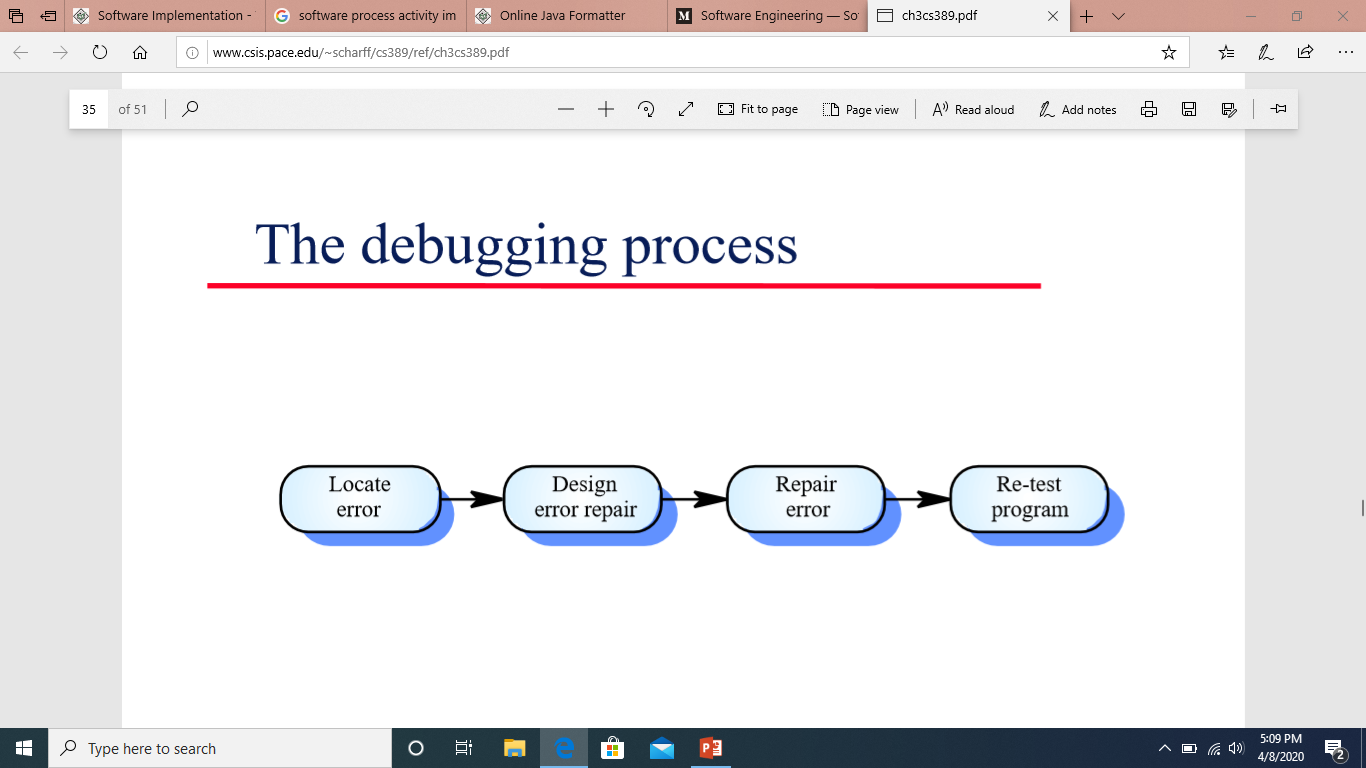 Software Implementation -
software process activity im
Online Java Formatter
M
Software Engineering — So
ch3cs389.pdf
www.csis.pace.edu/~scharff/cs389/ref/ch3cs389.pdf
35 of 51
Fit to page
Page view
A
Read aloud
Add notes
The debugging process
Locate
error
Design
error repair
Repair
error
Re-test
program
Type here to search
5:09 PM
4/8/2020
2